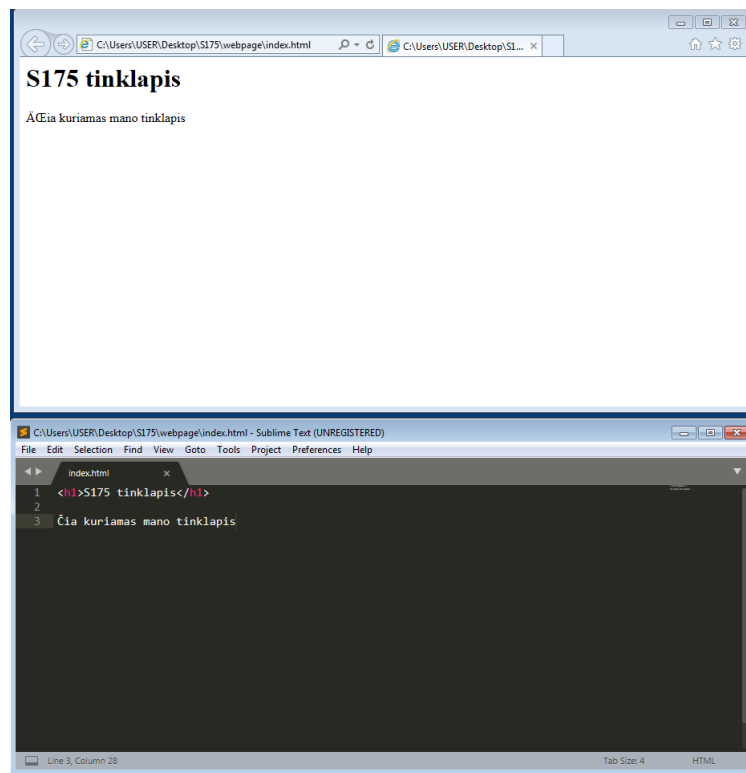 C:\Users\USER\Desktop\S175\webpage\index.html
C:\Users\USER\Desktop\S1...
S175 tinklapis
ÄŒia kuriamas mano tinklapis
C:\Users\USER\Desktop\S175\webpage\index.html - Sublime Text (UNREGISTERED)
File Edit Selection Find View Goto Tools Project Preferences Help
index.html
1 <h1>S175 tinklapis</h1>
2
3 Čia kuriamas mano tinklapis
Line 3, Column 28 Tab Size: 4 HTML